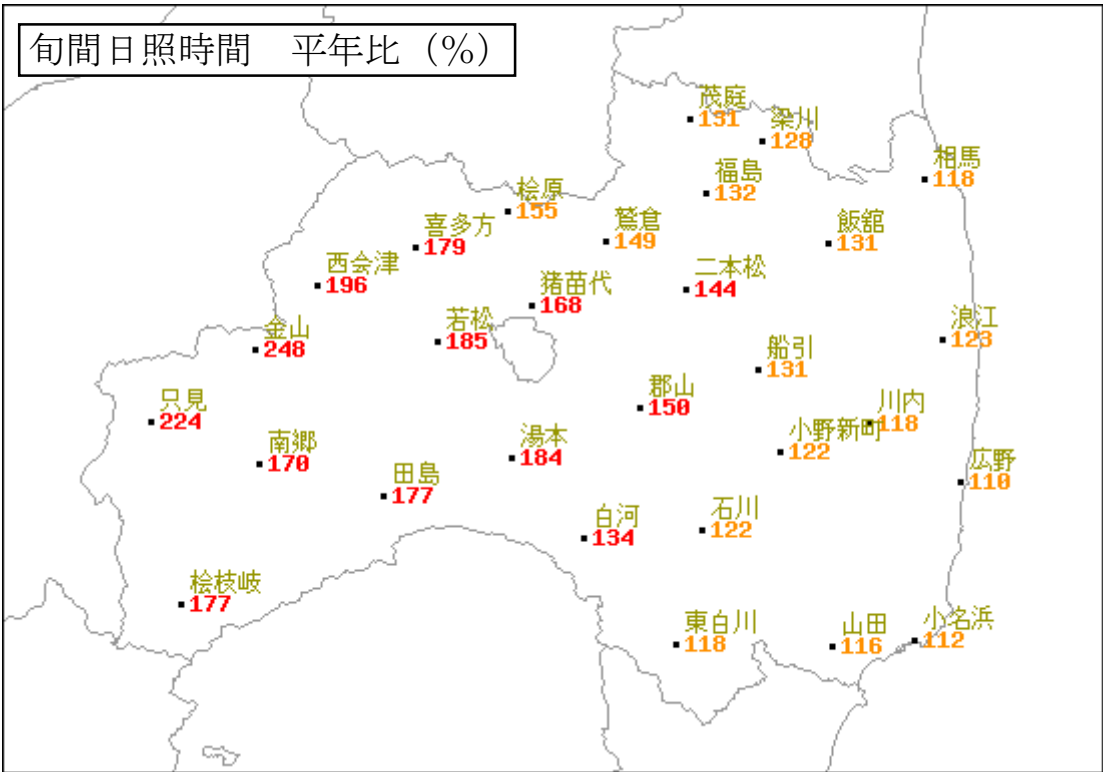 旬間日照時間　平年比（%）
茂庭
131
梁川
128
相馬
118
福島
132
桧原
155
鷲倉
149
喜多方
179
飯舘
131
西会津
196
二本松
144
猪苗代
168
若松
185
金山
248
浪江
123
船引
131
郡山
150
只見
224
川内
118
小野新町
122
湯本
184
南郷
170
広野
110
田島
177
石川
122
白河
134
桧枝岐
177
東白川
118
山田
116
小名浜
112